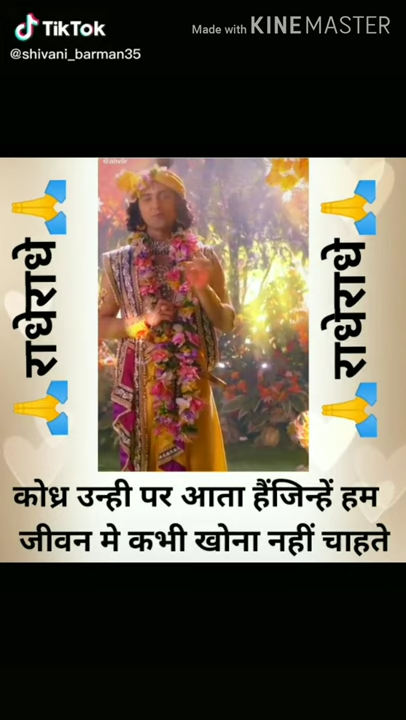 TikTok
@shivani_barman35
Made with KINEMASTER
🙏 राधेराधे 🙏
🙏 राधेराधे 🙏
कोध्र उन्ही पर आता हैंजिन्हें हम
जीवन मे कभी खोना नहीं चाहते